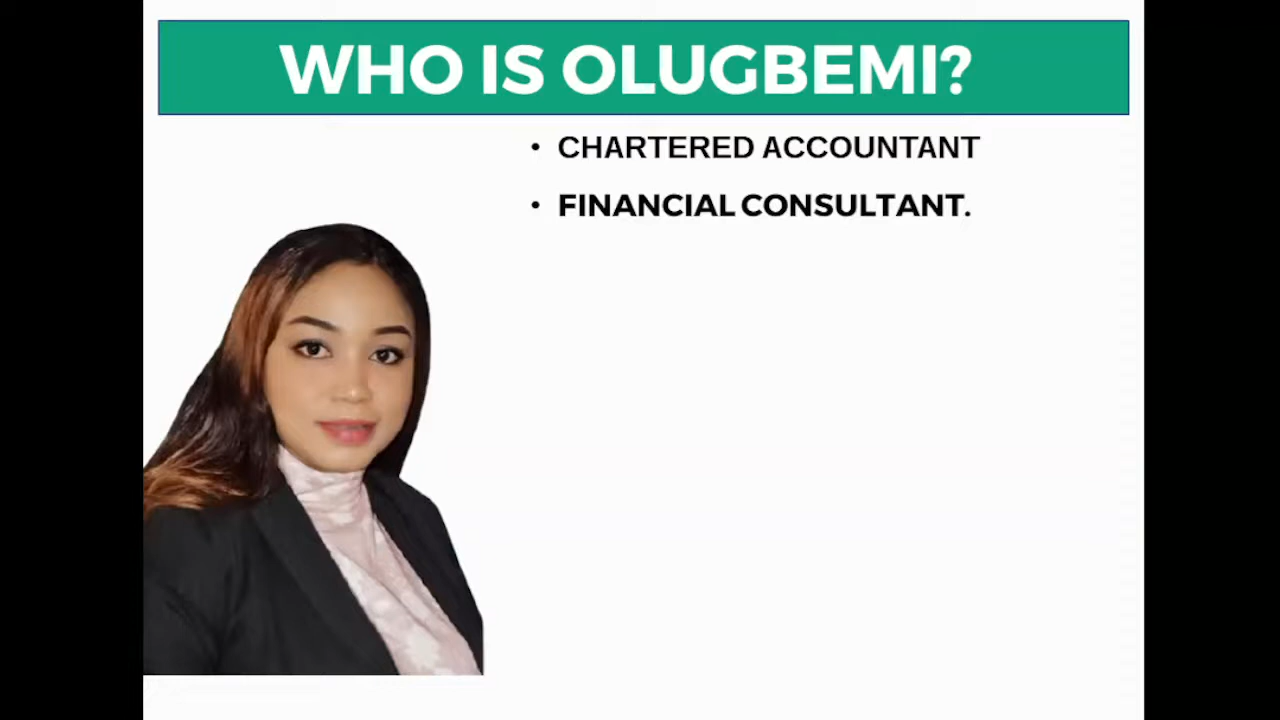 WHO IS OLUGBEMI?
• CHARTERED ACCOUNTANT
• FINANCIAL CONSULTANT.